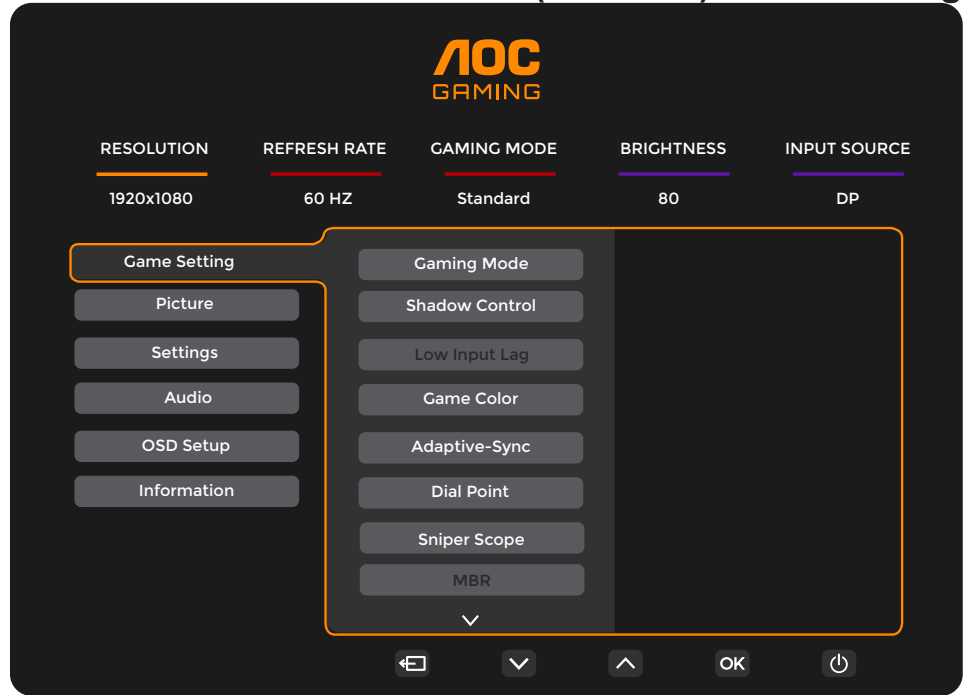 AOC
GAMING
RESOLUTION REFRESH RATE GAMING MODE BRIGHTNESS INPUT SOURCE
1920x1080 60 HZ Standard 80 DP
Game Setting
Picture
Settings
Audio
OSD Setup
Information
Gaming Mode
Shadow Control
Low Input Lag
Game Color
Adaptive-Sync
Dial Point
Sniper Scope
MBR
OK